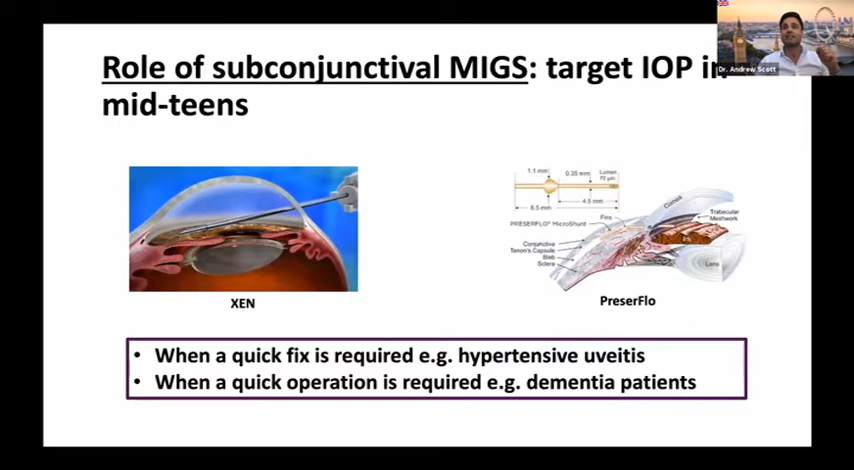 Dr. Andrew Scott
Role of subconjunctival MIGS: target IOP in
mid-teens
1.1 mm
0.35 mm
Lumen
70 μm
8.5 mm
4.5 mm
PRESERFLO® MicroShunt
Fins
Cornea
Trabecular
Meshwork
Conjunctiva
Tenon's Capsule
Bleb
Sclera
Iris
Lens
XEN
PreserFlo
• When a quick fix is required e.g. hypertensive uveitis
• When a quick operation is required e.g. dementia patients